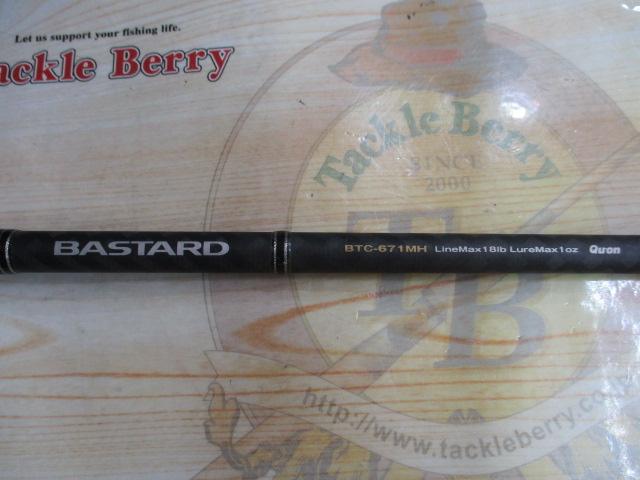 Let us support your fishing life.
ackle Berry
Tackle Berry
SINCE
2000
BASTARD BTC-671MH LineMax18lb LureMax1oz Quon
TB
http://www.tackleberry.co